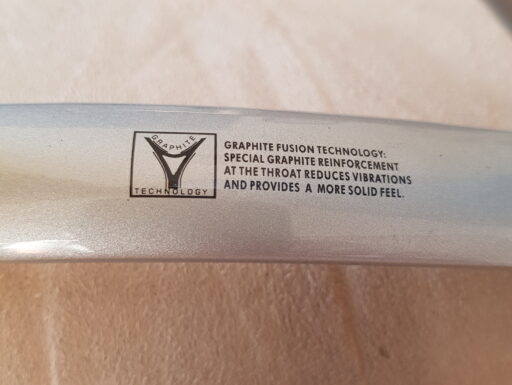 GRAPHITE
TECHNOLOGY
GRAPHITE FUSION TECHNOLOGY:
SPECIAL GRAPHITE REINFORCEMENT
AT THE THROAT REDUCES VIBRATIONS
AND PROVIDES A MORE SOLID FEEL.